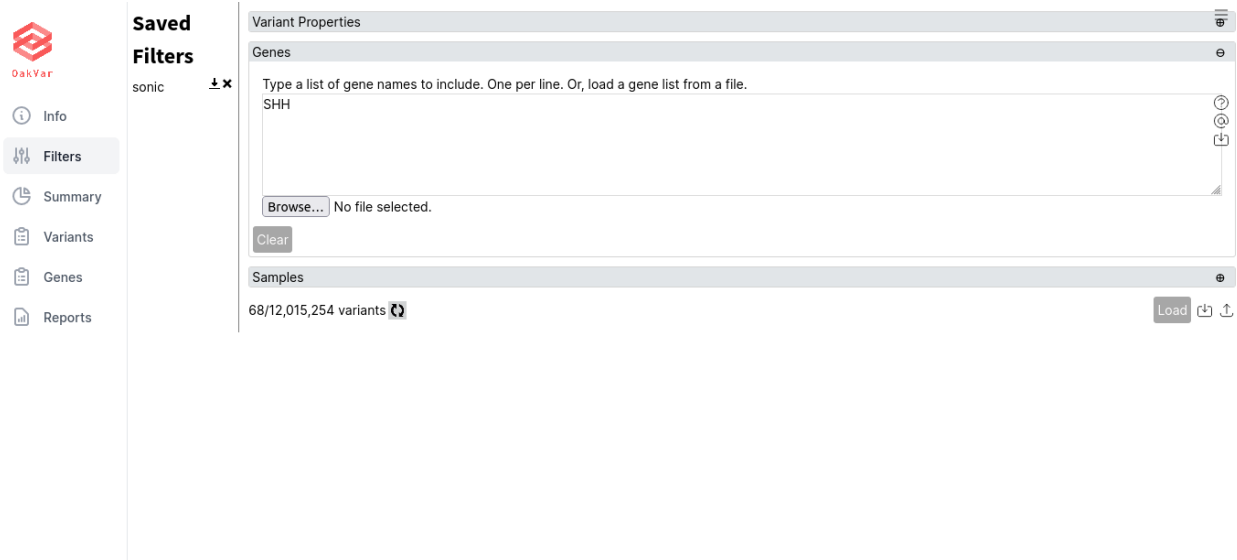 OakVar
Info
Filters
Summary
Variants
Genes
Reports
Saved
Filters
sonic
Variant Properties
Genes
Type a list of gene names to include. One per line. Or, load a gene list from a file.
SHH
Browse... No file selected.
Clear
Samples
68/12,015,254 variants
Load